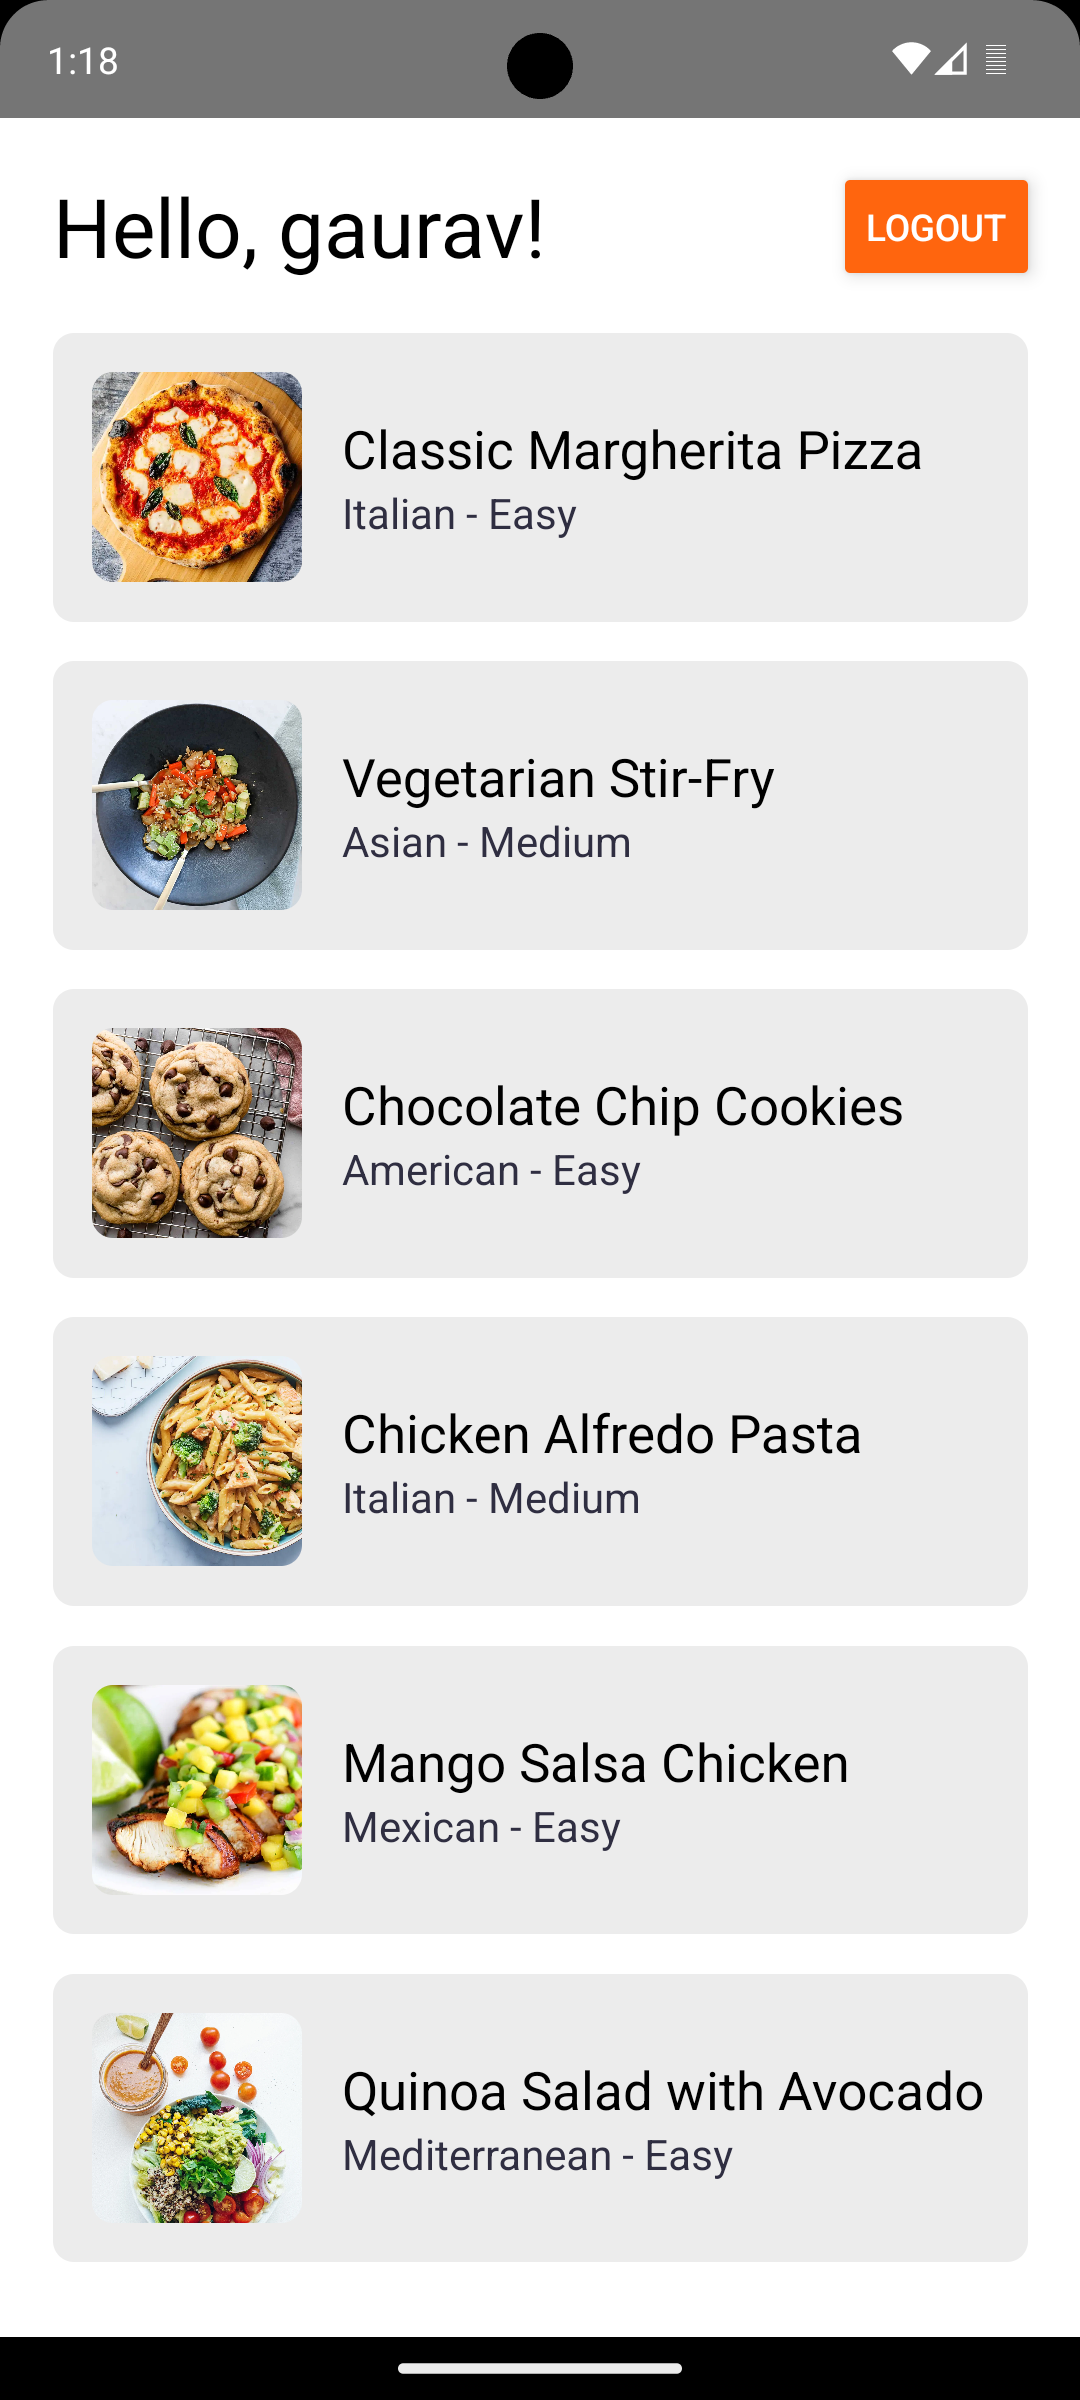 1:18
Hello, gaurav!
LOGOUT
Classic Margherita Pizza
Italian - Easy
Vegetarian Stir-Fry
Asian - Medium
Chocolate Chip Cookies
American - Easy
Chicken Alfredo Pasta
Italian - Medium
Mango Salsa Chicken
Mexican - Easy
Quinoa Salad with Avocado
Mediterranean - Easy